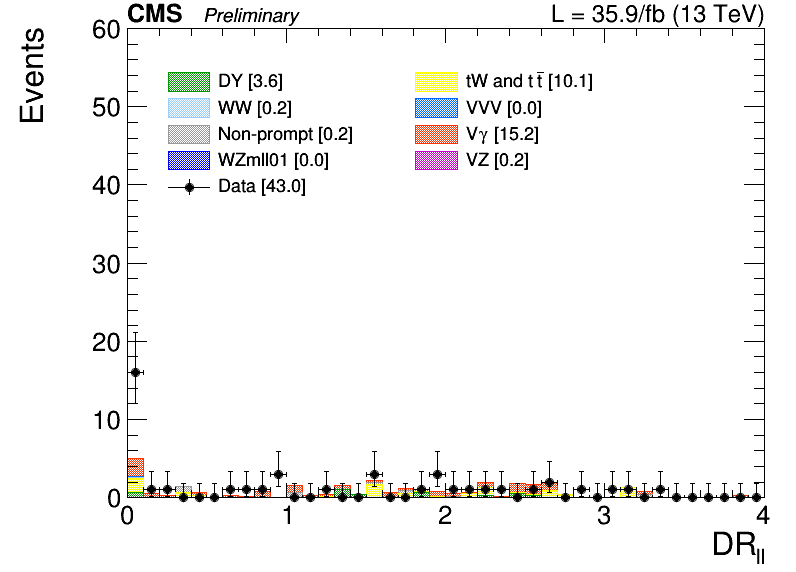 CMS Preliminary L = 35.9/fb (13 TeV)
Events
60
50
40
30
20
10
0
DY [3.6]
tW and t t̅ [10.1]
WW [0.2]
VVV [0.0]
Non-prompt [0.2]
Vγ [15.2]
WZmll01 [0.0]
VZ [0.2]
Data [43.0]
0 1 2 3 4
DRll